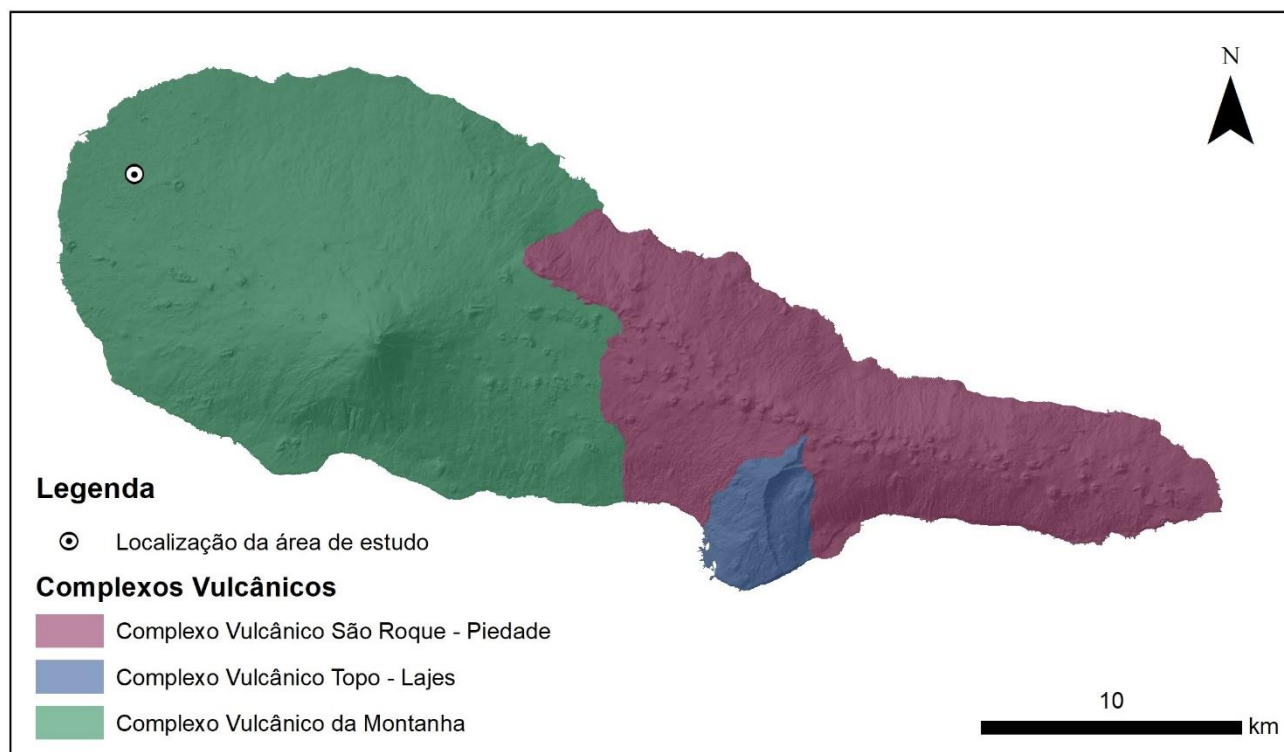 N
Legenda
Localização da área de estudo
Complexos Vulcânicos
Complexo Vulcânico São Roque - Piedade
Complexo Vulcânico Topo - Lajes
Complexo Vulcânico da Montanha
10
km